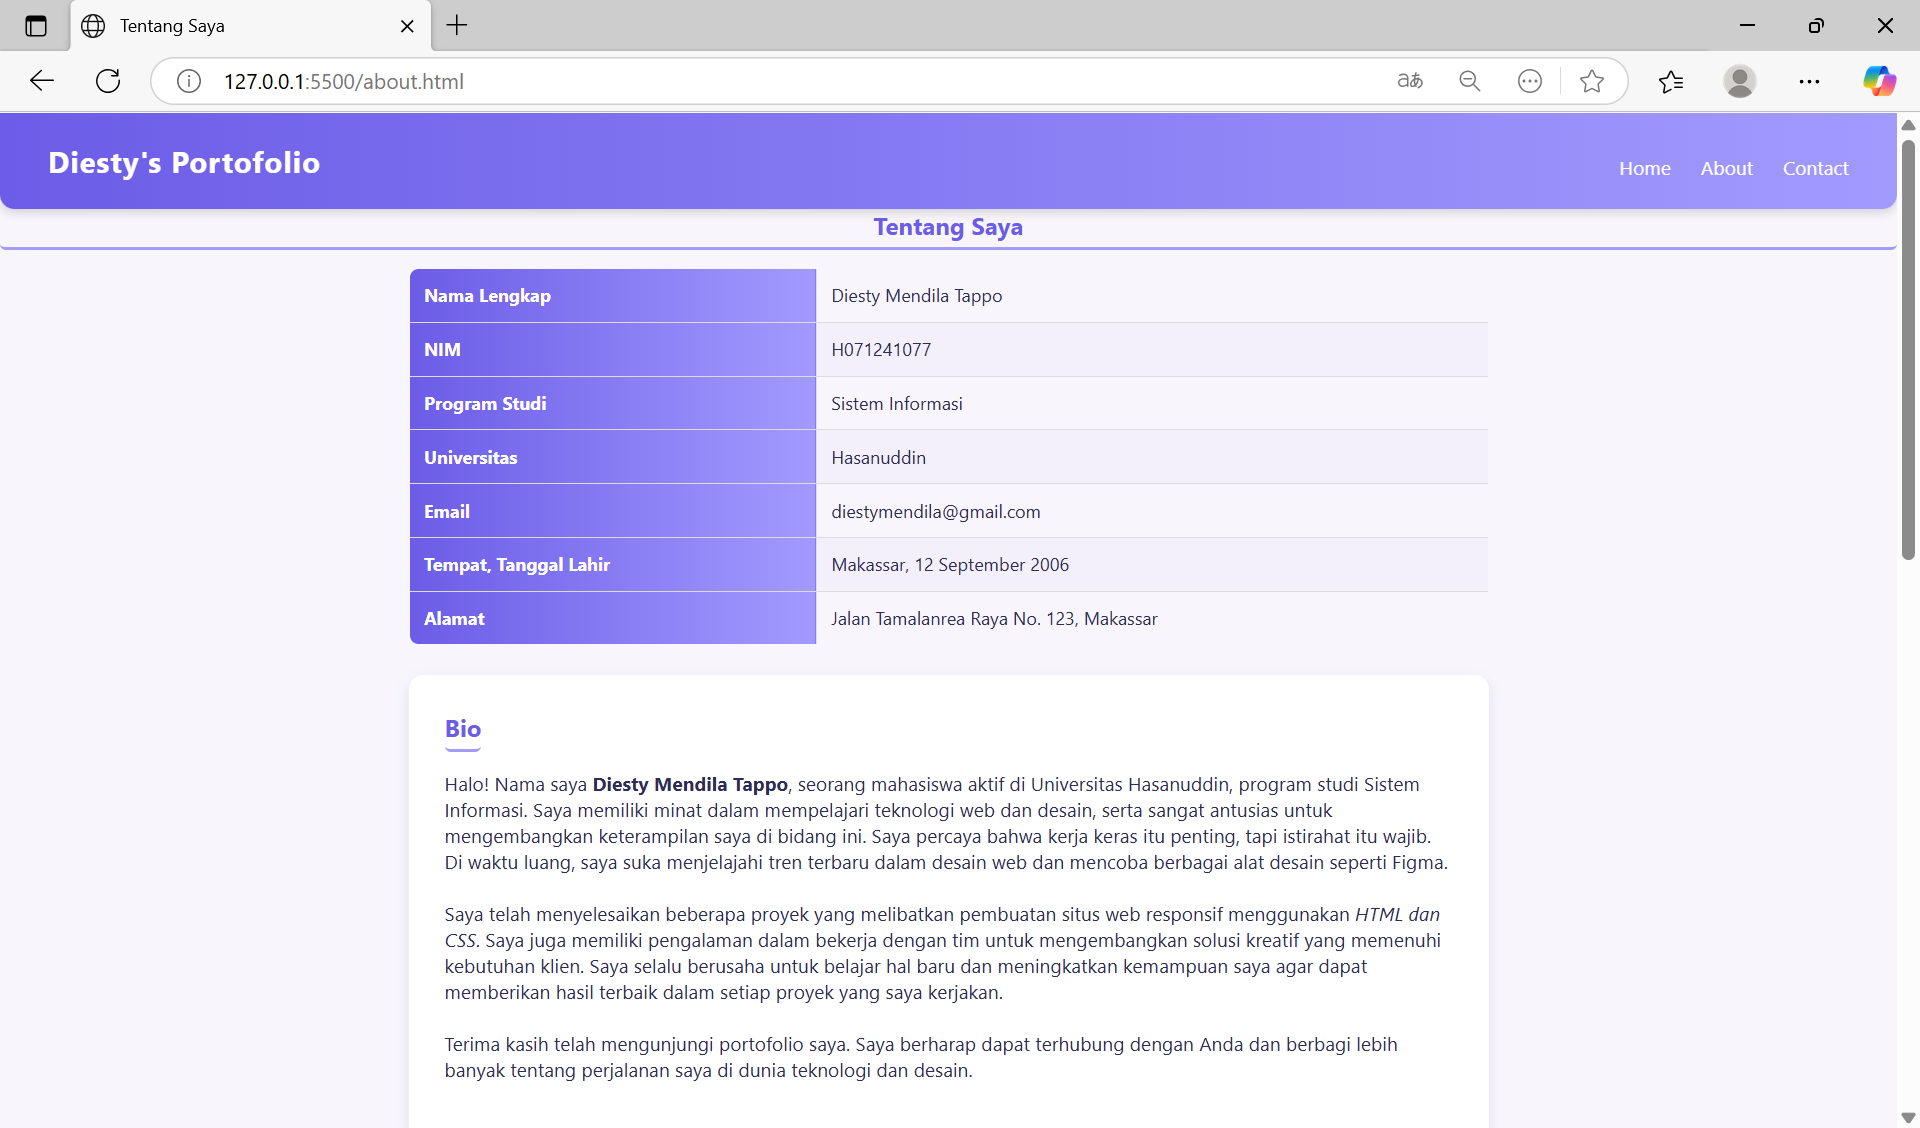 Tentang Saya
127.0.0.1:5500/about.html
aあ
Diesty's Portofolio
Home About Contact
Tentang Saya
Nama Lengkap Diesty Mendila Tappo
NIM H071241077
Program Studi Sistem Informasi
Universitas Hasanuddin
Email diestymendila@gmail.com
Tempat, Tanggal Lahir Makassar, 12 September 2006
Alamat Jalan Tamalanrea Raya No. 123, Makassar
Bio
Halo! Nama saya Diesty Mendila Tappo, seorang mahasiswa aktif di Universitas Hasanuddin, program studi Sistem
Informasi. Saya memiliki minat dalam mempelajari teknologi web dan desain, serta sangat antusias untuk
mengembangkan keterampilan saya di bidang ini. Saya percaya bahwa kerja keras itu penting, tapi istirahat itu wajib.
Di waktu luang, saya suka menjelajahi tren terbaru dalam desain web dan mencoba berbagai alat desain seperti Figma.
Saya telah menyelesaikan beberapa proyek yang melibatkan pembuatan situs web responsif menggunakan HTML dan
CSS. Saya juga memiliki pengalaman dalam bekerja dengan tim untuk mengembangkan solusi kreatif yang memenuhi
kebutuhan klien. Saya selalu berusaha untuk belajar hal baru dan meningkatkan kemampuan saya agar dapat
memberikan hasil terbaik dalam setiap proyek yang saya kerjakan.
Terima kasih telah mengunjungi portofolio saya. Saya berharap dapat terhubung dengan Anda dan berbagi lebih
banyak tentang perjalanan saya di dunia teknologi dan desain.